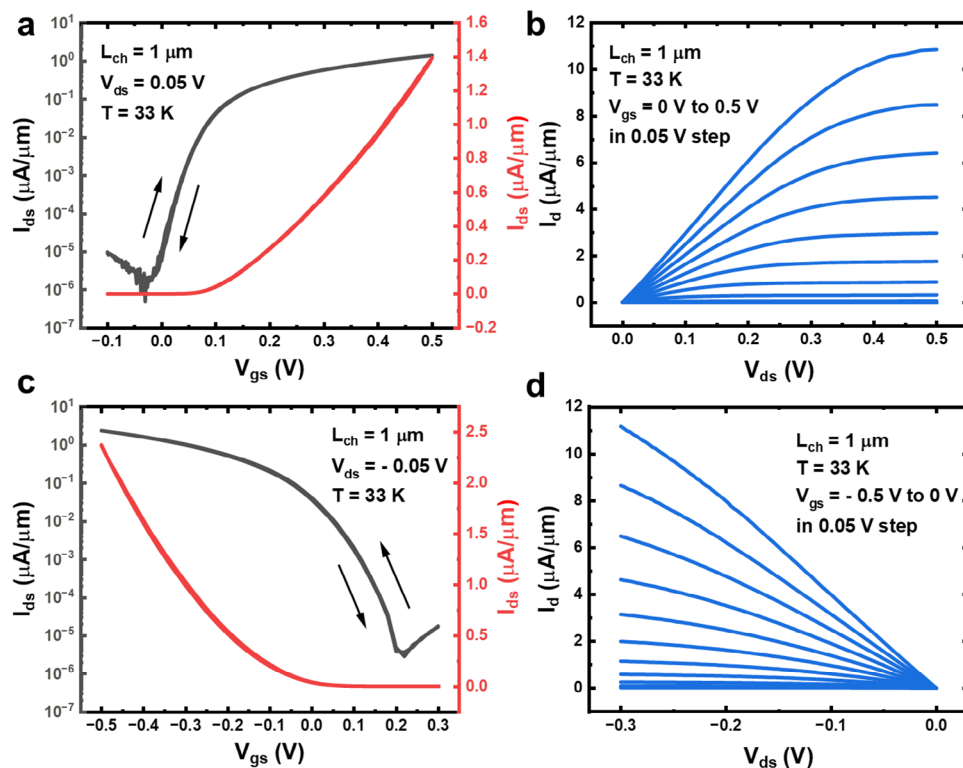 a
L_ch = 1 μm
V_ds = 0.05 V
T = 33 K
I_ds (μA/μm)
10^1
10^0
10^-1
10^-2
10^-3
10^-4
10^-5
10^-6
10^-7
−0.1 0.0 0.1 0.2 0.3 0.4 0.5
V_gs (V)
1.6
1.4
1.2
1.0
0.8
0.6
0.4
0.2
0.0
−0.2
I_ds (μA/μm)
b
L_ch = 1 μm
T = 33 K
V_gs = 0 V to 0.5 V
in 0.05 V step
I_d (μA/μm)
12
10
8
6
4
2
0
0.0 0.1 0.2 0.3 0.4 0.5
V_ds (V)
c
L_ch = 1 μm
V_ds = - 0.05 V
T = 33 K
I_ds (μA/μm)
10^1
10^0
10^-1
10^-2
10^-3
10^-4
10^-5
10^-6
10^-7
−0.5 −0.4 −0.3 −0.2 −0.1 0.0 0.1 0.2 0.3
V_gs (V)
2.5
2.0
1.5
1.0
0.5
0.0
I_ds (μA/μm)
d
L_ch = 1 μm
T = 33 K
V_gs = - 0.5 V to 0 V
in 0.05 V step
I_d (μA/μm)
12
10
8
6
4
2
0
−0.3 −0.2 −0.1 0.0
V_ds (V)